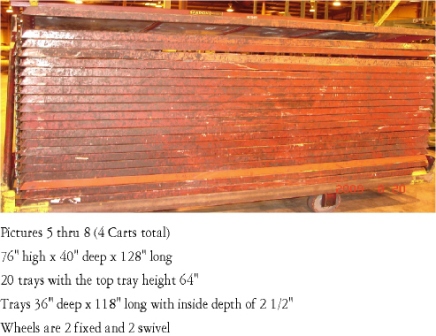 Pictures 5 thru 8 (4 Carts total)
76" high x 40" deep x 128" long
20 trays with the top tray height 64"
Trays 36" deep x 118" long with inside depth of 2 1/2"
Wheels are 2 fixed and 2 swivel